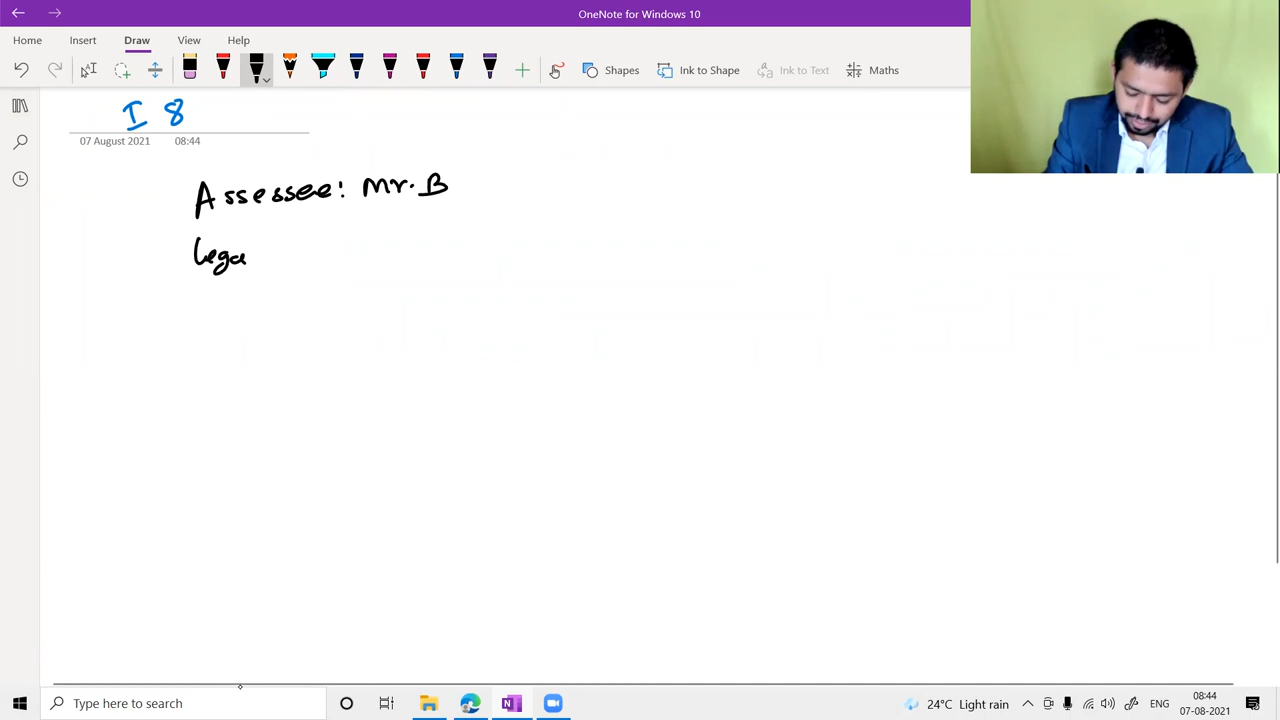 OneNote for Windows 10
Home Insert Draw View Help
Shapes Ink to Shape Ink to Text Maths
I 8
07 August 2021 08:44
Assessee: Mr. B
Lega
Type here to search
24°C Light rain ENG 08:44
07-08-2021